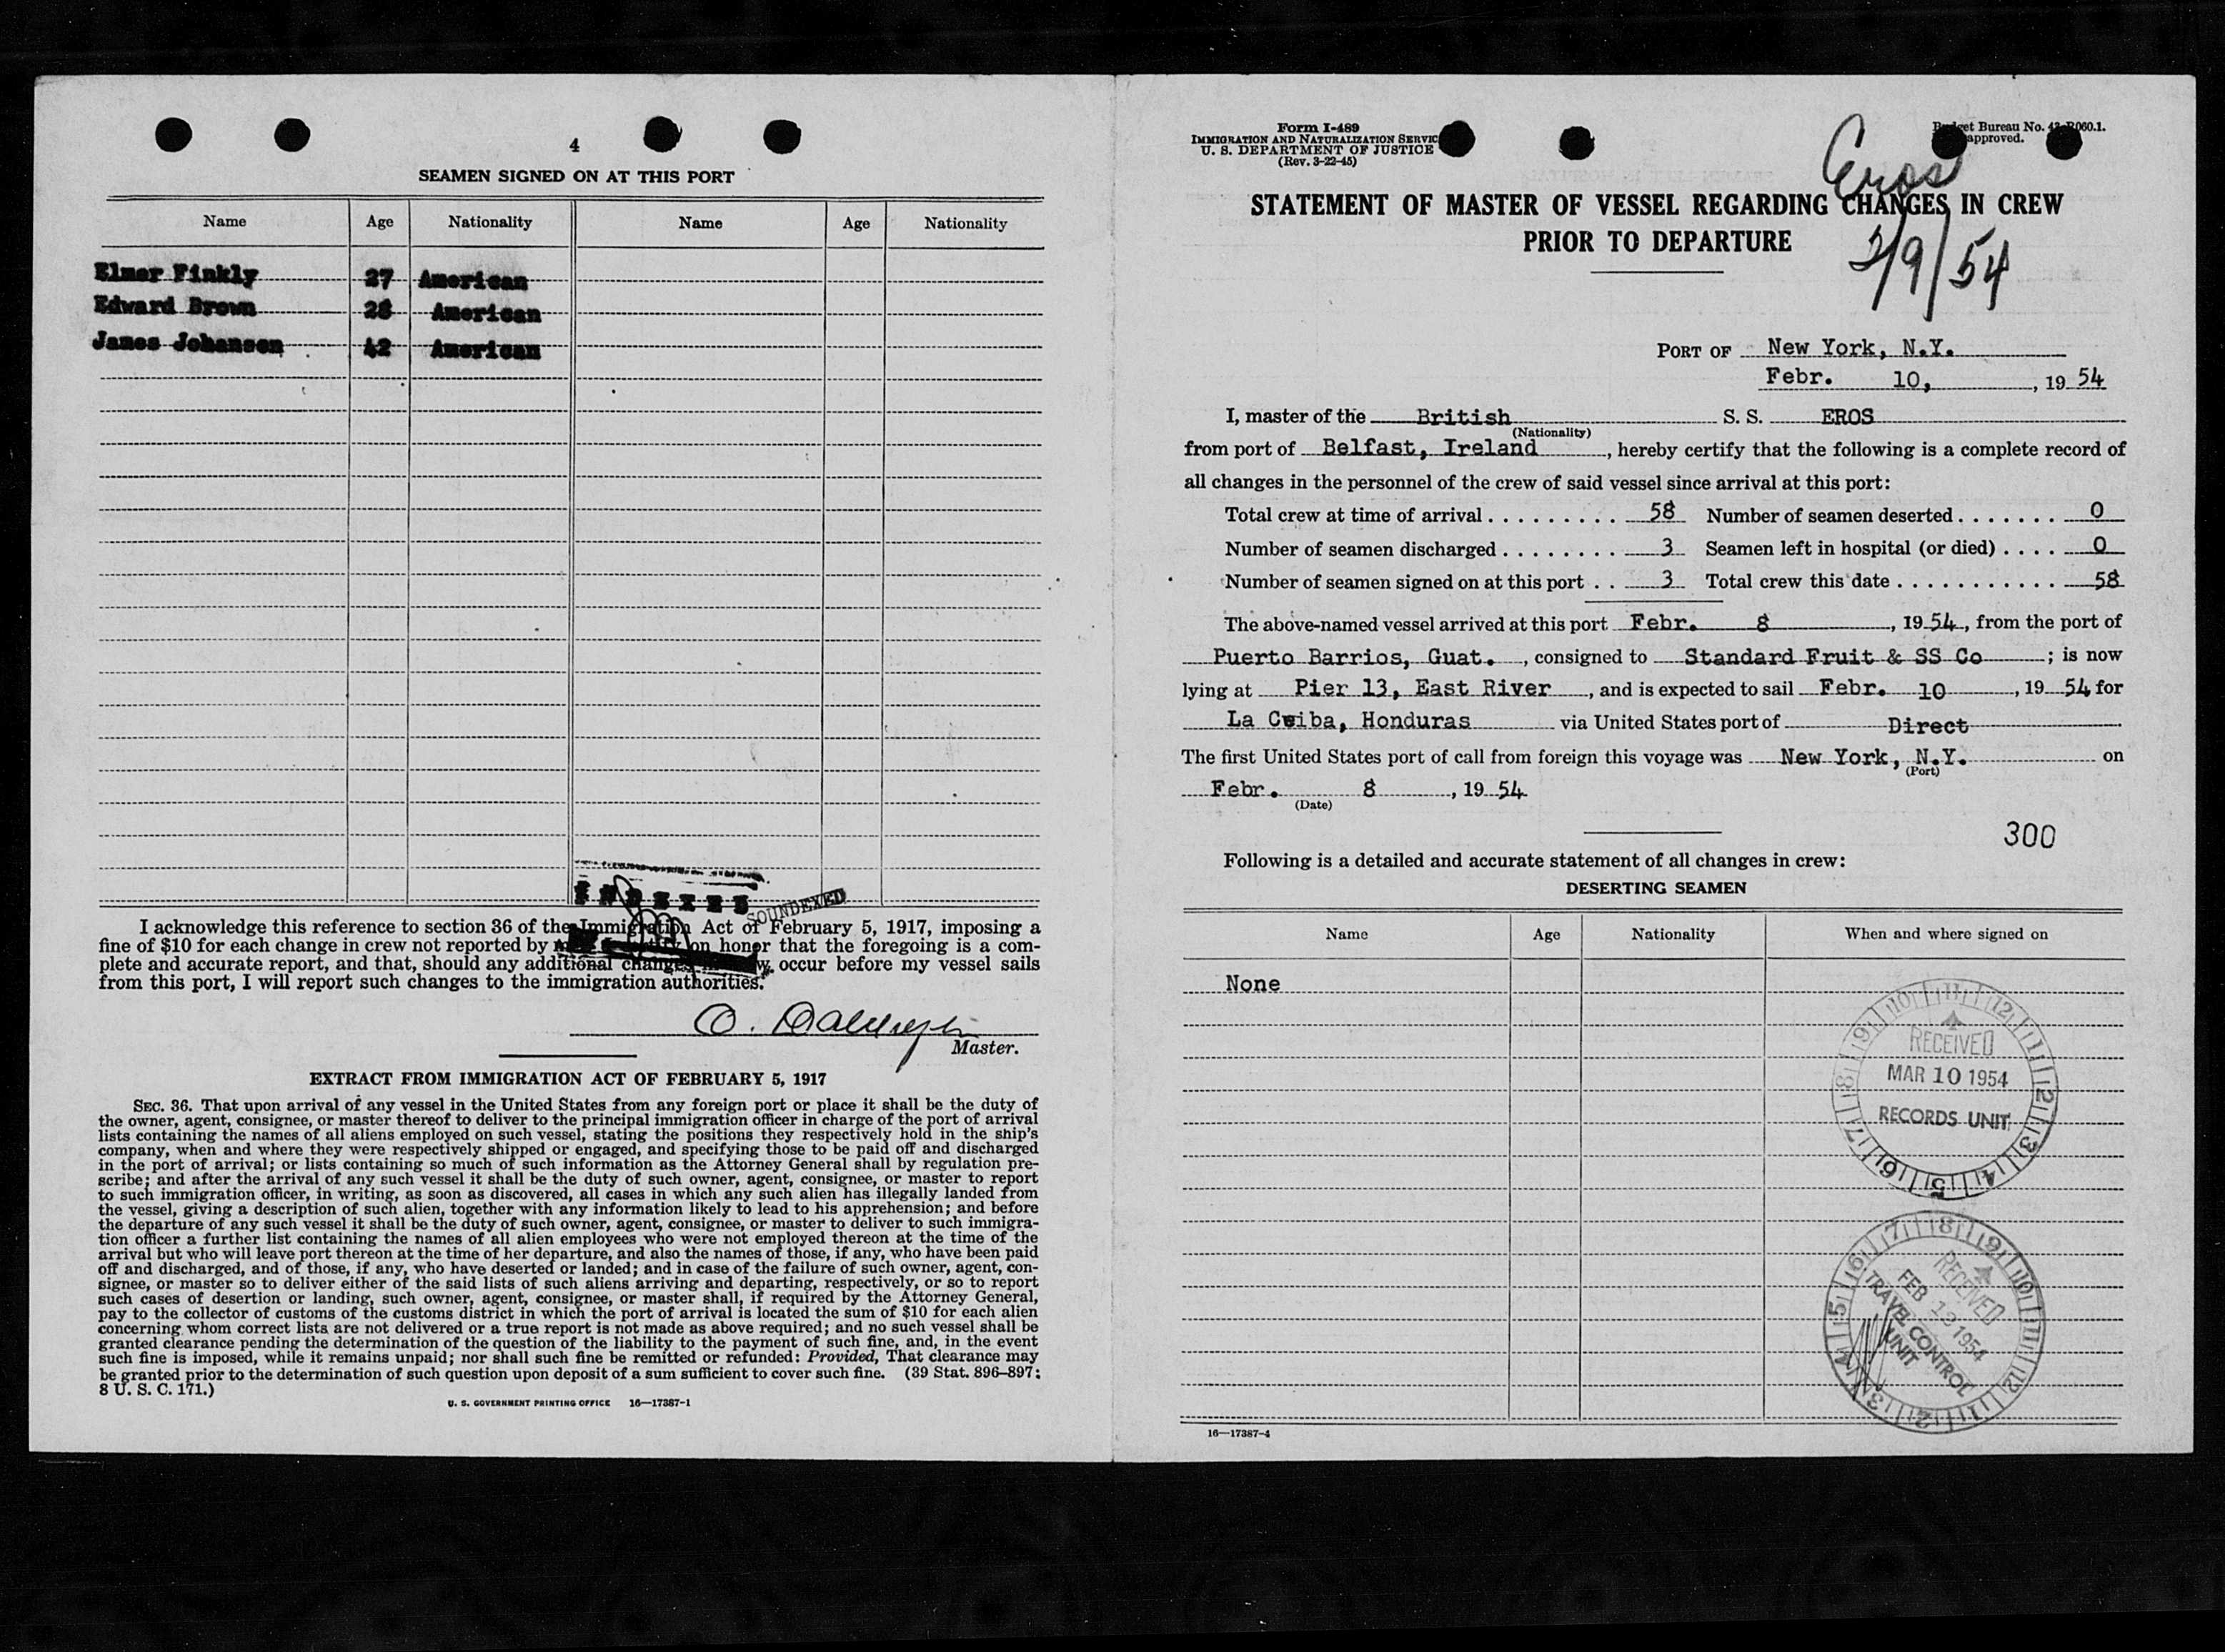 4
SEAMEN SIGNED ON AT THIS PORT
Name Age Nationality Name Age Nationality
Elmer Finkly 27 American
Edward Brown 28 American
James Johansen 42 American
INDEXED
SOUNDEXED
I acknowledge this reference to section 36 of the Immigration Act of February 5, 1917, imposing a
fine of $10 for each change in crew not reported by on honor that the foregoing is a com-
plete and accurate report, and that, should any additional changes occur before my vessel sails
from this port, I will report such changes to the immigration authorities.
O.
Master.
EXTRACT FROM IMMIGRATION ACT OF FEBRUARY 5, 1917
SEC. 36. That upon arrival of any vessel in the United States from any foreign port or place it shall be the duty of
the owner, agent, consignee, or master thereof to deliver to the principal immigration officer in charge of the port of arrival
lists containing the names of all aliens employed on such vessel, stating the positions they respectively hold in the ship's
company, when and where they were respectively shipped or engaged, and specifying those to be paid off and discharged
in the port of arrival; or lists containing so much of such information as the Attorney General shall by regulation pre-
scribe; and after the arrival of any such vessel it shall be the duty of such owner, agent, consignee, or master to report
to such immigration officer, in writing, as soon as discovered, all cases in which any such alien has illegally landed from
the vessel, giving a description of such alien, together with any information likely to lead to his apprehension; and before
the departure of any such vessel it shall be the duty of such owner, agent, consignee, or master to deliver to such immigra-
tion officer a further list containing the names of all alien employees who were not employed thereon at the time of the
arrival but who will leave port thereon at the time of her departure, and also the names of those, if any, who have been paid
off and discharged, and of those, if any, who have deserted or landed; and in case of the failure of such owner, agent, con-
signee, or master so to deliver either of the said lists of such aliens arriving and departing, respectively, or so to report
such cases of desertion or landing, such owner, agent, consignee, or master shall, if required by the Attorney General,
pay to the collector of customs of the customs district in which the port of arrival is located the sum of $10 for each alien
concerning whom correct lists are not delivered or a true report is not made as above required; and no such vessel shall be
granted clearance pending the determination of the question of the liability to the payment of such fine, and, in the event
such fine is imposed, while it remains unpaid; nor shall such fine be remitted or refunded: Provided, That clearance may
be granted prior to the determination of such question upon deposit of a sum sufficient to cover such fine. (39 Stat. 896–897;
8 U. S. C. 171.)
U. S. GOVERNMENT PRINTING OFFICE 16—17387-1
Form I-489
IMMIGRATION AND NATURALIZATION SERVIC
U. S. DEPARTMENT OF JUSTICE
(Rev. 3-22-45)
Bureau No.
approved.
Eros
2/9/54
STATEMENT OF MASTER OF VESSEL REGARDING CHANGES IN CREW
PRIOR TO DEPARTURE
PORT OF New York, N.Y.
Febr. 10, , 19 54
I, master of the British S. S. EROS
(Nationality)
from port of Belfast, Ireland , hereby certify that the following is a complete record of
all changes in the personnel of the crew of said vessel since arrival at this port:
Total crew at time of arrival . . . . . . . . . 58 Number of seamen deserted . . . . . . . 0
Number of seamen discharged . . . . . . . . 3 Seamen left in hospital (or died) . . . . 0
Number of seamen signed on at this port . . 3 Total crew this date . . . . . . . . . . . 58
The above-named vessel arrived at this port Febr. 8 , 19 54, from the port of
Puerto Barrios, Guat. , consigned to Standard Fruit & SS Co ; is now
lying at Pier 13, East River , and is expected to sail Febr. 10 , 19 54 for
La Ceiba, Honduras via United States port of Direct
The first United States port of call from foreign this voyage was New York, N.Y. on
(Port)
Febr. 8 , 19 54
(Date)
300
Following is a detailed and accurate statement of all changes in crew:
DESERTING SEAMEN
Name Age Nationality When and where signed on
None
RECEIVED
MAR 10 1954
RECORDS UNIT
RECEIVED
FEB 12 1954
TRAVEL CONTROL
UNIT
16—17387-4